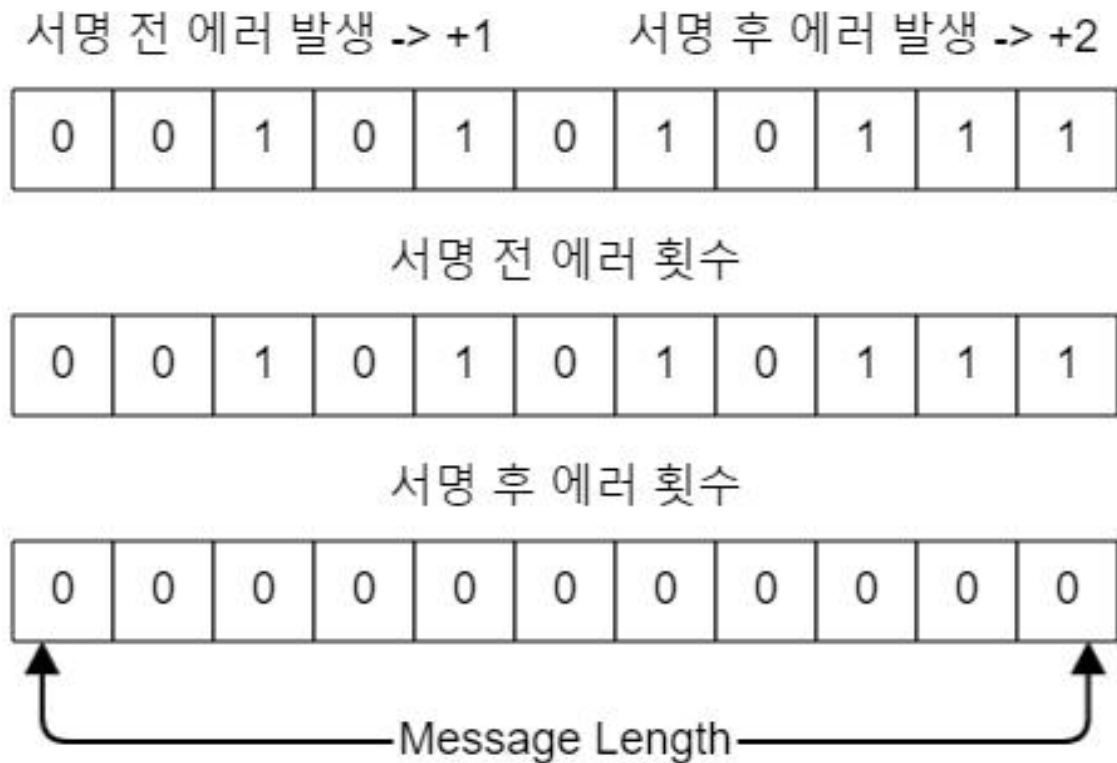 서명 전 에러 발생 -> +1 서명 후 에러 발생 -> +2
0 0 1 0 1 0 1 0 1 1 1
서명 전 에러 횟수
0 0 1 0 1 0 1 0 1 1 1
서명 후 에러 횟수
0 0 0 0 0 0 0 0 0 0 0
Message Length